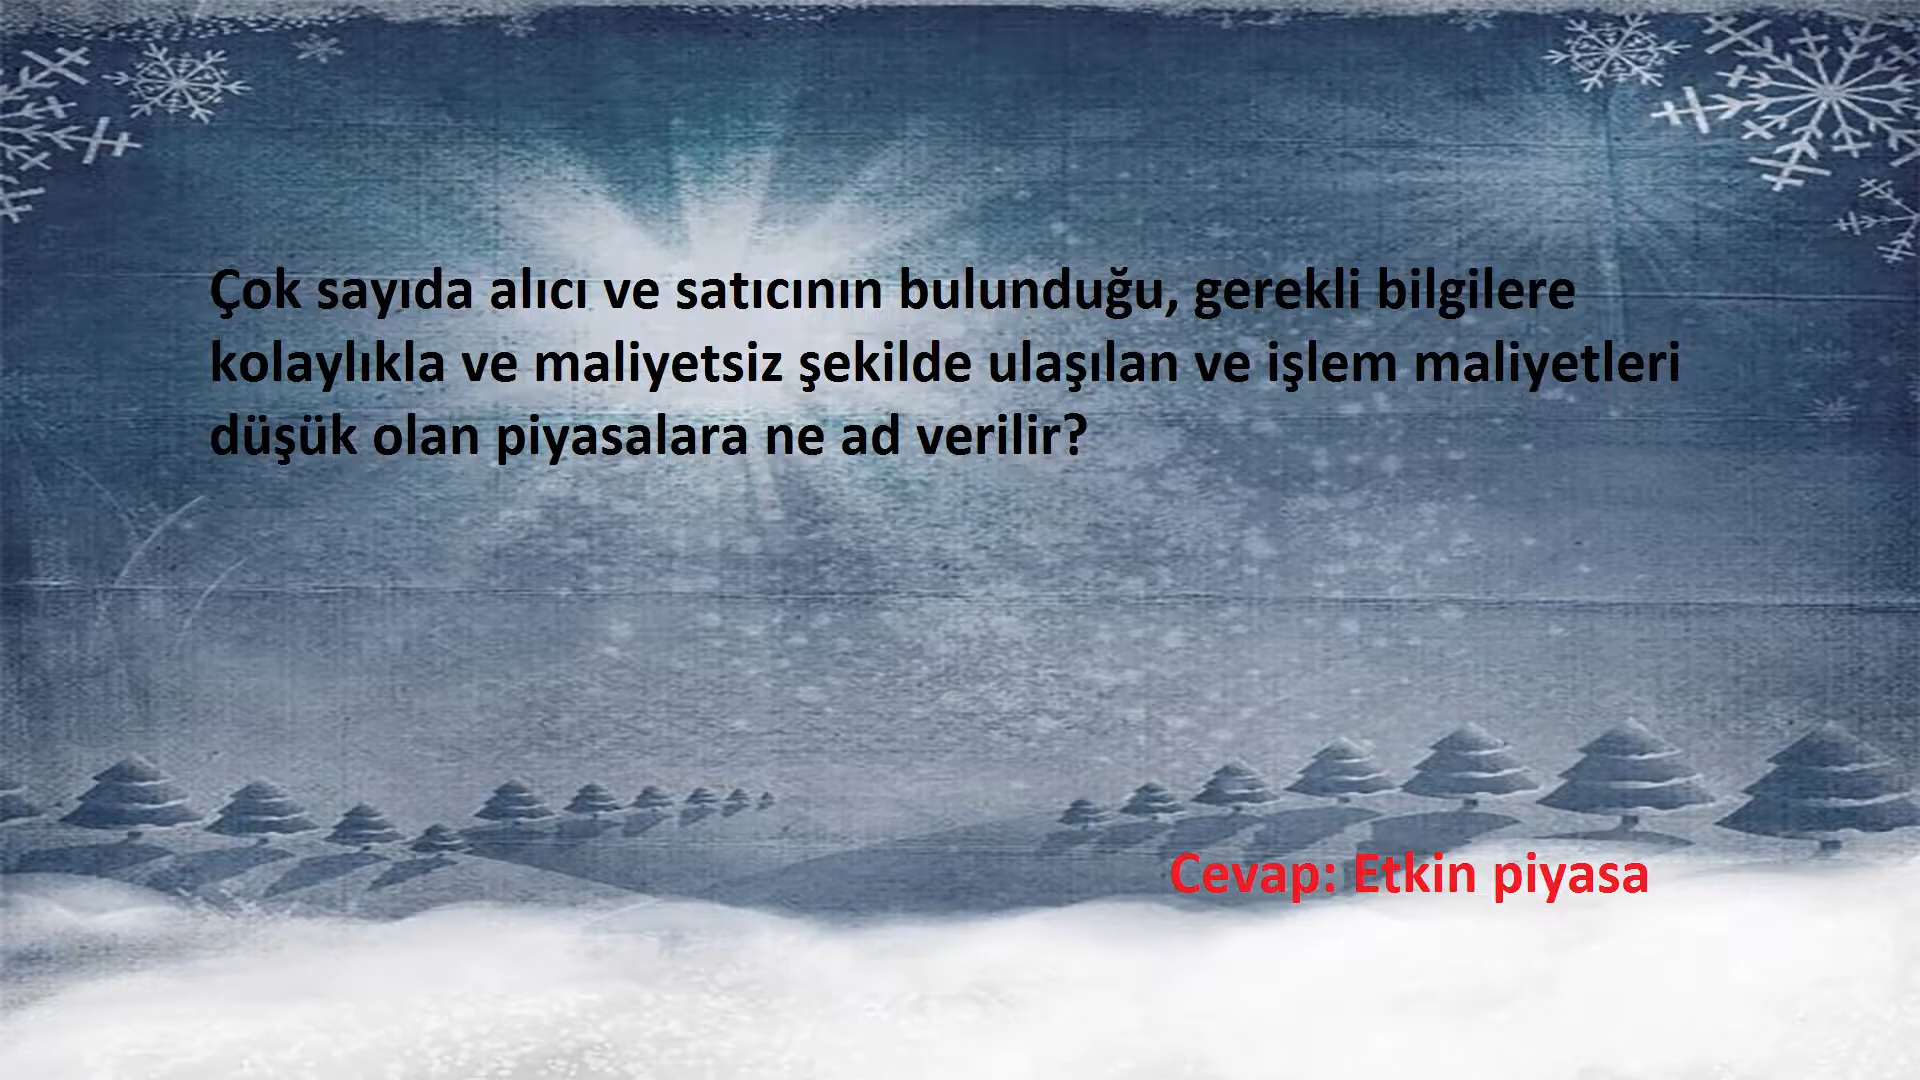 Çok sayıda alıcı ve satıcının bulunduğu, gerekli bilgilere
kolaylıkla ve maliyetsiz şekilde ulaşılan ve işlem maliyetleri
düşük olan piyasalara ne ad verilir?
Cevap: Etkin piyasa